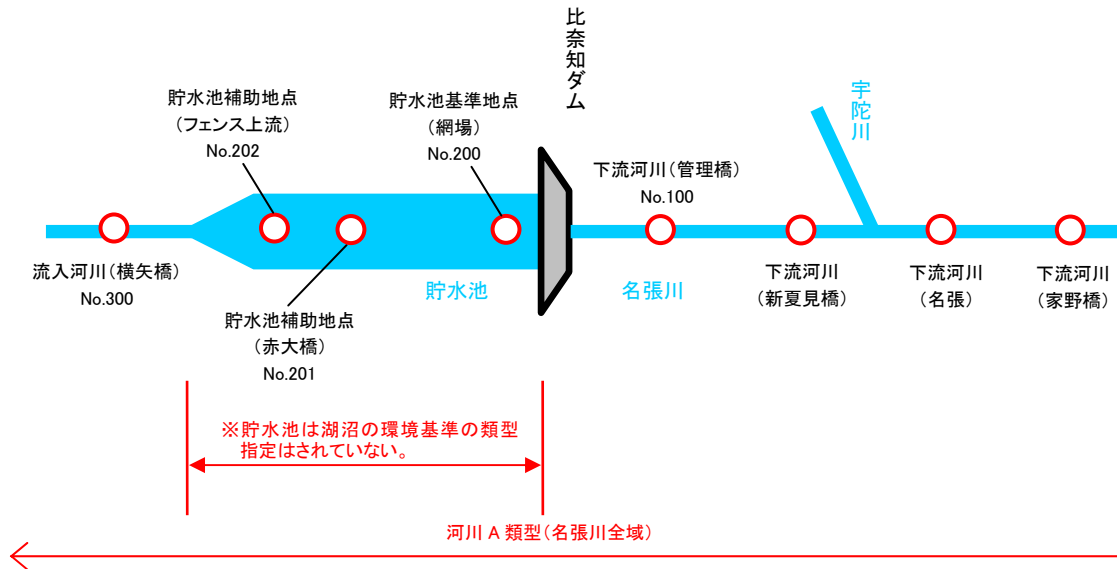 比奈知ダム
貯水池補助地点
(フェンス上流)
No.202
貯水池基準地点
(網場)
No.200
下流河川(管理橋)
No.100
宇陀川
流入河川(横矢橋)
No.300
貯水池補助地点
(赤大橋)
No.201
貯水池
名張川
下流河川
(新夏見橋)
下流河川
(名張)
下流河川
(家野橋)
※貯水池は湖沼の環境基準の類型
指定はされていない。
河川 A 類型(名張川全域)